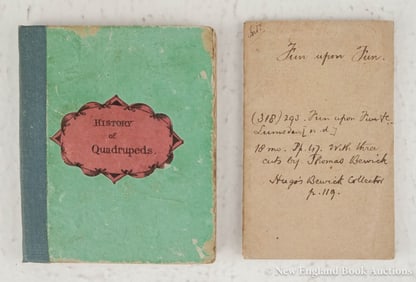 HISTORY
of
Quadrupeds.
Fun upon Fun.
(318)/293. Fun upon Fun &c.
Lumsden [n. d.]
18 mo. Pp. 47. With three
cuts by Thomas Bewick
Hugo's Bewick Collector
p. 119.
© New England Book Auctions